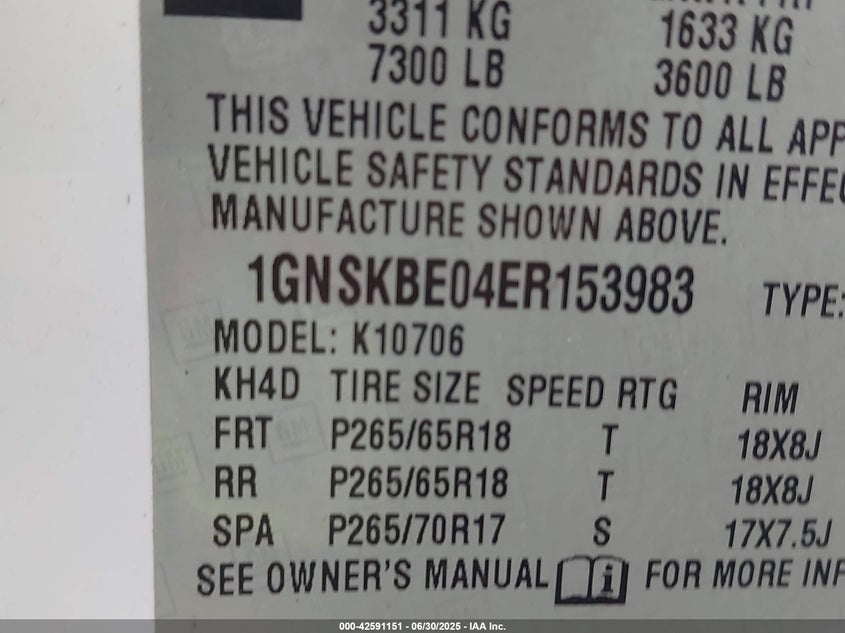 3311 KG 1633 KG
7300 LB 3600 LB
THIS VEHICLE CONFORMS TO ALL APP
VEHICLE SAFETY STANDARDS IN EFFEC
MANUFACTURE SHOWN ABOVE.
1GNSKBE04ER153983 TYPE:
MODEL: K10706
KH4D TIRE SIZE SPEED RTG RIM
FRT P265/65R18 T 18X8J
RR P265/65R18 T 18X8J
SPA P265/70R17 S 17X7.5J
SEE OWNER'S MANUAL FOR MORE INF
000-42591151 - 06/30/2025 - IAA Inc.